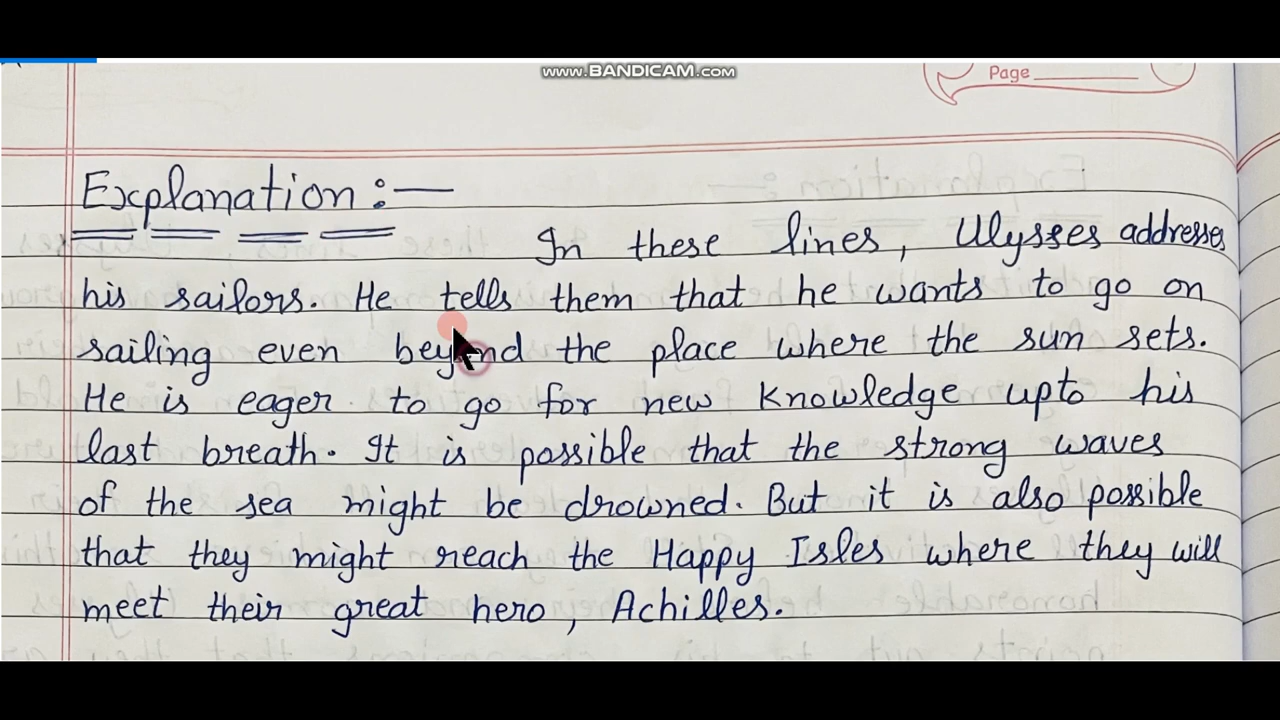 www.BANDICAM.com
Page
Explanation :—
In these lines, Ulysses addresses
his sailors. He tells them that he wants to go on
sailing even beyond the place where the sun sets.
He is eager to go for new knowledge upto his
last breath. It is possible that the strong waves
of the sea might be drowned. But it is also possible
that they might reach the Happy Isles where they will
meet their great hero, Achilles.